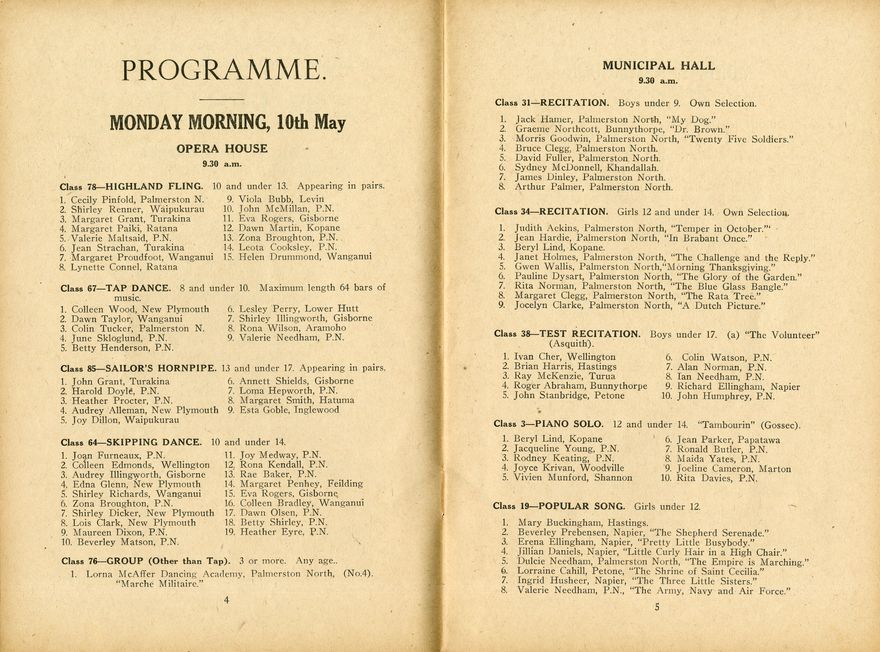 PROGRAMME.
MONDAY MORNING, 10th May
OPERA HOUSE
9.30 a.m.
Class 78—HIGHLAND FLING. 10 and under 13. Appearing in pairs.
1. Cecily Pinfold, Palmerston N.
2. Shirley Renner, Waipukurau
3. Margaret Grant, Turakina
4. Margaret Paiki, Ratana
5. Valerie Maltsaid, P.N.
6. Jean Strachan, Turakina
7. Margaret Proudfoot, Wanganui
8. Lynette Connel, Ratana
9. Viola Bubb, Levin
10. John McMillan, P.N.
11. Eva Rogers, Gisborne
12. Dawn Martin, Kopane
13. Zona Broughton, P.N.
14. Leota Cooksley, P.N.
15. Helen Drummond, Wanganui
Class 67—TAP DANCE. 8 and under 10. Maximum length 64 bars of
music.
1. Colleen Wood, New Plymouth
2. Dawn Taylor, Wanganui
3. Colin Tucker, Palmerston N.
4. June Skloglund, P.N.
5. Betty Henderson, P.N.
6. Lesley Perry, Lower Hutt
7. Shirley Illingworth, Gisborne
8. Rona Wilson, Aramoho
9. Valerie Needham, P.N.
Class 85—SAILOR'S HORNPIPE. 13 and under 17. Appearing in pairs.
1. John Grant, Turakina
2. Harold Doyle, P.N.
3. Heather Procter, P.N.
4. Audrey Alleman, New Plymouth
5. Joy Dillon, Waipukurau
6. Annett Shields, Gisborne
7. Loma Hepworth, P.N.
8. Margaret Smith, Hatuma
9. Esta Goble, Inglewood
Class 64—SKIPPING DANCE. 10 and under 14.
1. Joan Furneaux, P.N.
2. Colleen Edmonds, Wellington
3. Audrey Illingworth, Gisborne
4. Edna Glenn, New Plymouth
5. Shirley Richards, Wanganui
6. Zona Broughton, P.N.
7. Shirley Dicker, New Plymouth
8. Lois Clark, New Plymouth
9. Maureen Dixon, P.N.
10. Beverley Matson, P.N.
11. Joy Medway, P.N.
12. Rona Kendall, P.N.
13. Rae Baker, P.N.
14. Margaret Penhey, Feilding
15. Eva Rogers, Gisborne
16. Colleen Bradley, Wanganui
17. Dawn Olsen, P.N.
18. Betty Shirley, P.N.
19. Heather Eyre, P.N.
Class 76—GROUP (Other than Tap). 3 or more. Any age..
1. Lorna McAffer Dancing Academy, Palmerston North, (No.4).
"Marche Militaire."
4
MUNICIPAL HALL
9.30 a.m.
Class 31—RECITATION. Boys under 9. Own Selection.
1. Jack Hamer, Palmerston North, "My Dog."
2. Graeme Northcott, Bunnythorpe, "Dr. Brown."
3. Morris Goodwin, Palmerston North, "Twenty Five Soldiers."
4. Bruce Clegg, Palmerston North.
5. David Fuller, Palmerston North.
6. Sydney McDonnell, Khandallah.
7. James Dinley, Palmerston North.
8. Arthur Palmer, Palmerston North.
Class 34—RECITATION. Girls 12 and under 14. Own Selection.
1. Judith Aekins, Palmerston North, "Temper in October."
2. Jean Hardie, Palmerston North, "In Brabant Once."
3. Beryl Lind, Kopane.
4. Janet Holmes, Palmerston North, "The Challenge and the Reply."
5. Gwen Wallis, Palmerston North,"Morning Thanksgiving."
6. Pauline Dysart, Palmerston North, "The Glory of the Garden."
7. Rita Norman, Palmerston North, "The Blue Glass Bangle."
8. Margaret Clegg, Palmerston North, "The Rata Tree."
9. Jocelyn Clarke, Palmerston North, "A Dutch Picture."
Class 38—TEST RECITATION. Boys under 17. (a) "The Volunteer"
(Asquith).
1. Ivan Cher, Wellington
2. Brian Harris, Hastings
3. Ray McKenzie, Turua
4. Roger Abraham, Bunnythorpe
5. John Stanbridge, Petone
6. Colin Watson, P.N.
7. Alan Norman, P.N.
8. Ian Needham, P.N.
9. Richard Ellingham, Napier
10. John Humphrey, P.N.
Class 3—PIANO SOLO. 12 and under 14. "Tambourin" (Gossec).
1. Beryl Lind, Kopane
2. Jacqueline Young, P.N.
3. Rodney Keating, P.N.
4. Joyce Krivan, Woodville
5. Vivien Munford, Shannon
6. Jean Parker, Papatawa
7. Ronald Butler, P.N.
8. Maida Yates, P.N.
9. Joeline Cameron, Marton
10. Rita Davies, P.N.
Class 19—POPULAR SONG. Girls under 12.
1. Mary Buckingham, Hastings.
2. Beverley Prebensen, Napier, "The Shepherd Serenade."
3. Erena Ellingham, Napier, "Pretty Little Busybody."
4. Jillian Daniels, Napier, "Little Curly Hair in a High Chair."
5. Dulcie Needham, Palmerston North, "The Empire is Marching."
6. Lorraine Cahill, Petone, "The Shrine of Saint Cecilia."
7. Ingrid Husheer, Napier, "The Three Little Sisters."
8. Valerie Needham, P.N., "The Army, Navy and Air Force."
5